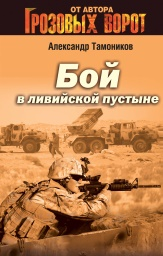 ОТ АВТОРА
ГРОЗОВЫХ ВОРОТ
Александр Тамоников
Бой
в ливийской пустыне